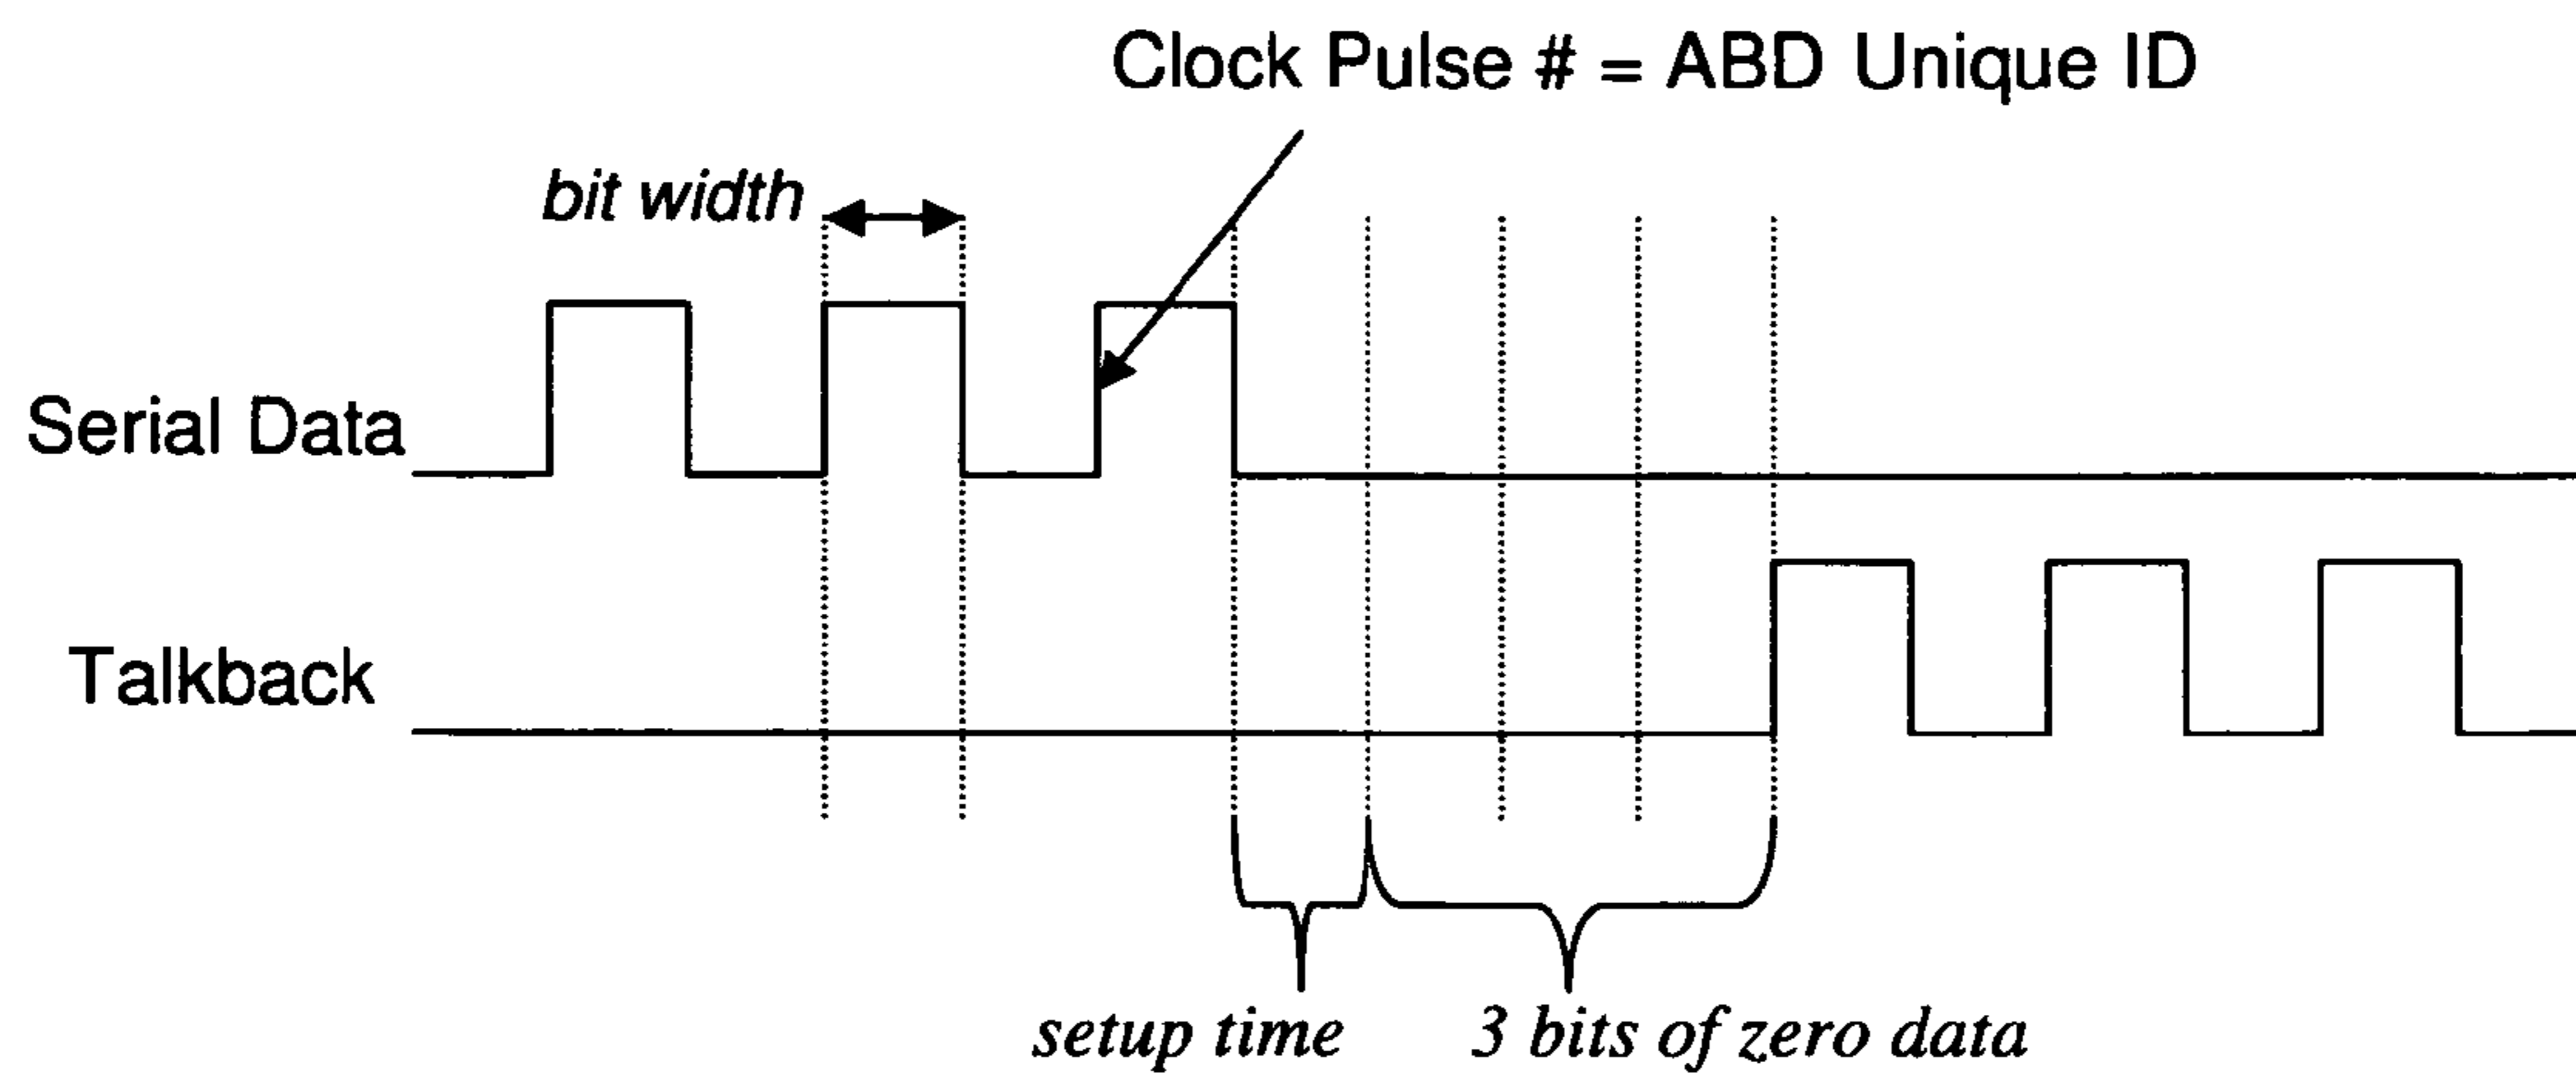 Clock Pulse # = ABD Unique ID
bit width
Serial Data
Talkback
setup time
3 bits of zero data